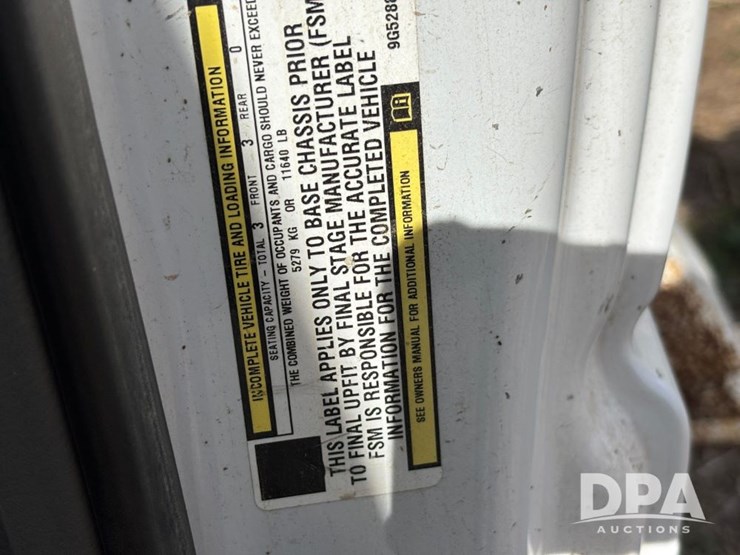 INCOMPLETE VEHICLE TIRE AND LOADING INFORMATION
SEATING CAPACITY - TOTAL 3 FRONT 3 REAR 0
THE COMBINED WEIGHT OF OCCUPANTS AND CARGO SHOULD NEVER EXCEED
5279 KG OR 11640 LB
THIS LABEL APPLIES ONLY TO BASE CHASSIS PRIOR
TO FINAL UPFIT BY FINAL STAGE MANUFACTURER (FSM
FSM IS RESPONSIBLE FOR THE ACCURATE LABEL
INFORMATION FOR THE COMPLETED VEHICLE
9G528
SEE OWNERS MANUAL FOR ADDITIONAL INFORMATION
DPA
AUCTIONS